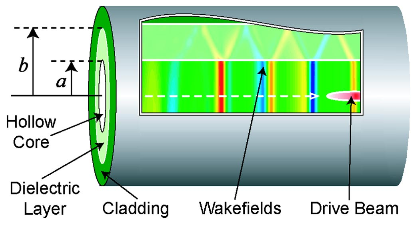 b
a
Hollow
Core
Dielectric
Layer
Cladding
Wakefields
Drive Beam